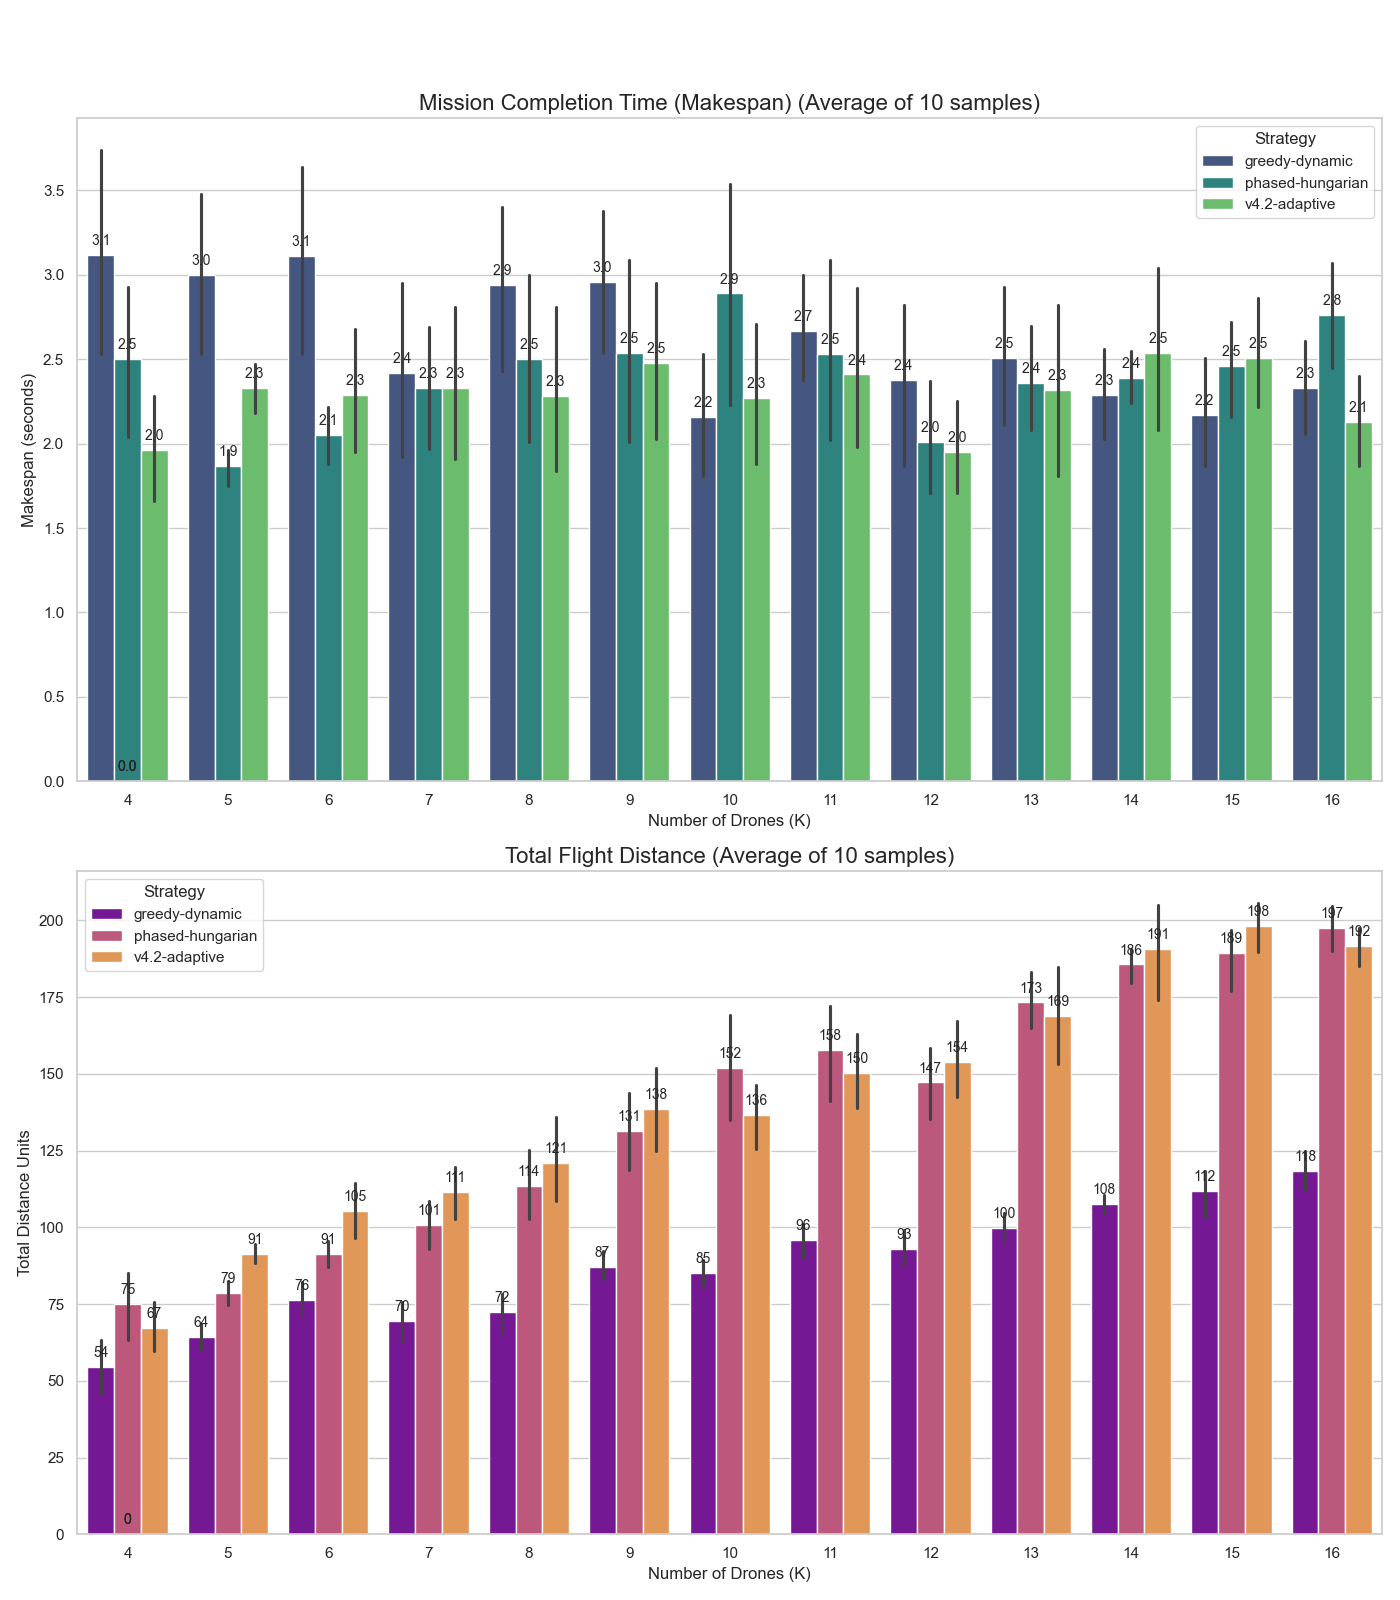 Mission Completion Time (Makespan) (Average of 10 samples)
Strategy
greedy-dynamic
phased-hungarian
v4.2-adaptive
Makespan (seconds)
3.5
3.0
2.5
2.0
1.5
1.0
0.5
0.0
3.1 2.5 2.0
3.0 1.9 2.3
3.1 2.1 2.3
2.4 2.3 2.3
2.9 2.5 2.3
3.0 2.5 2.5
2.2 2.9 2.3
2.7 2.5 2.4
2.4 2.0 2.0
2.5 2.4 2.3
2.3 2.4 2.5
2.2 2.5 2.5
2.3 2.8 2.1
0.0
4 5 6 7 8 9 10 11 12 13 14 15 16
Number of Drones (K)
Total Flight Distance (Average of 10 samples)
Strategy
greedy-dynamic
phased-hungarian
v4.2-adaptive
Total Distance Units
200
175
150
125
100
75
50
25
0
54 75 67
64 79 91
76 91 105
70 101 111
72 114 121
87 131 138
85 152 136
96 158 150
93 147 154
100 173 169
108 186 191
112 189 198
118 197 192
0
4 5 6 7 8 9 10 11 12 13 14 15 16
Number of Drones (K)